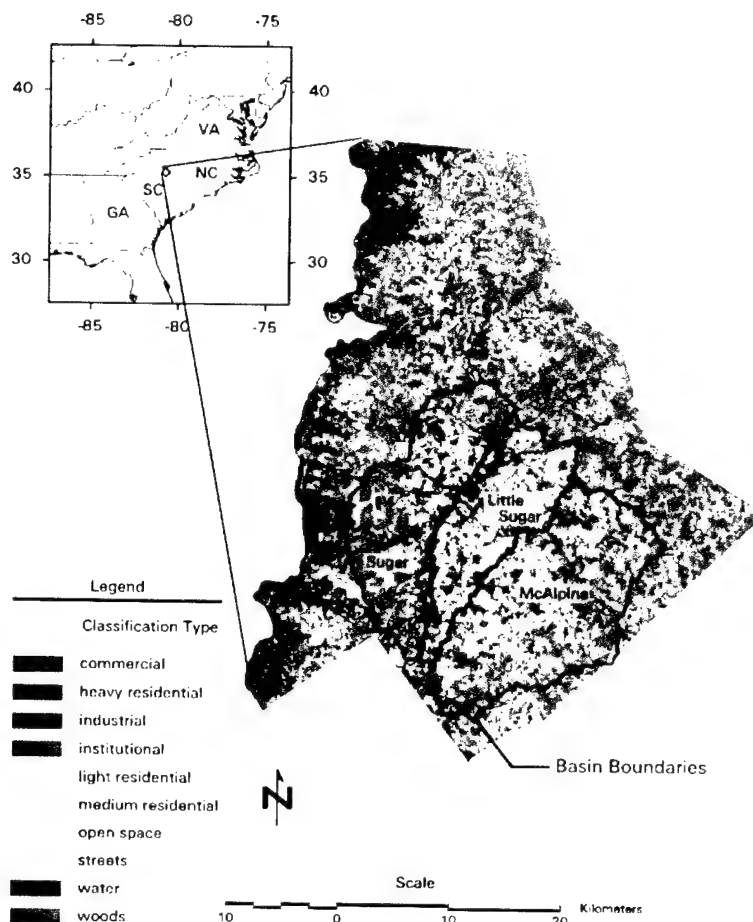 -85 -80 -75
40 40
VA
35 NC 35
SC
GA
30 30
-85 -80 -75
Little
Sugar
Sugar
McAlpine
Legend
Classification Type
commercial
heavy residential
industrial
institutional
light residential
medium residential
open space
streets
water
woods
N
Basin Boundaries
Scale
10 0 10 20 Kilometers